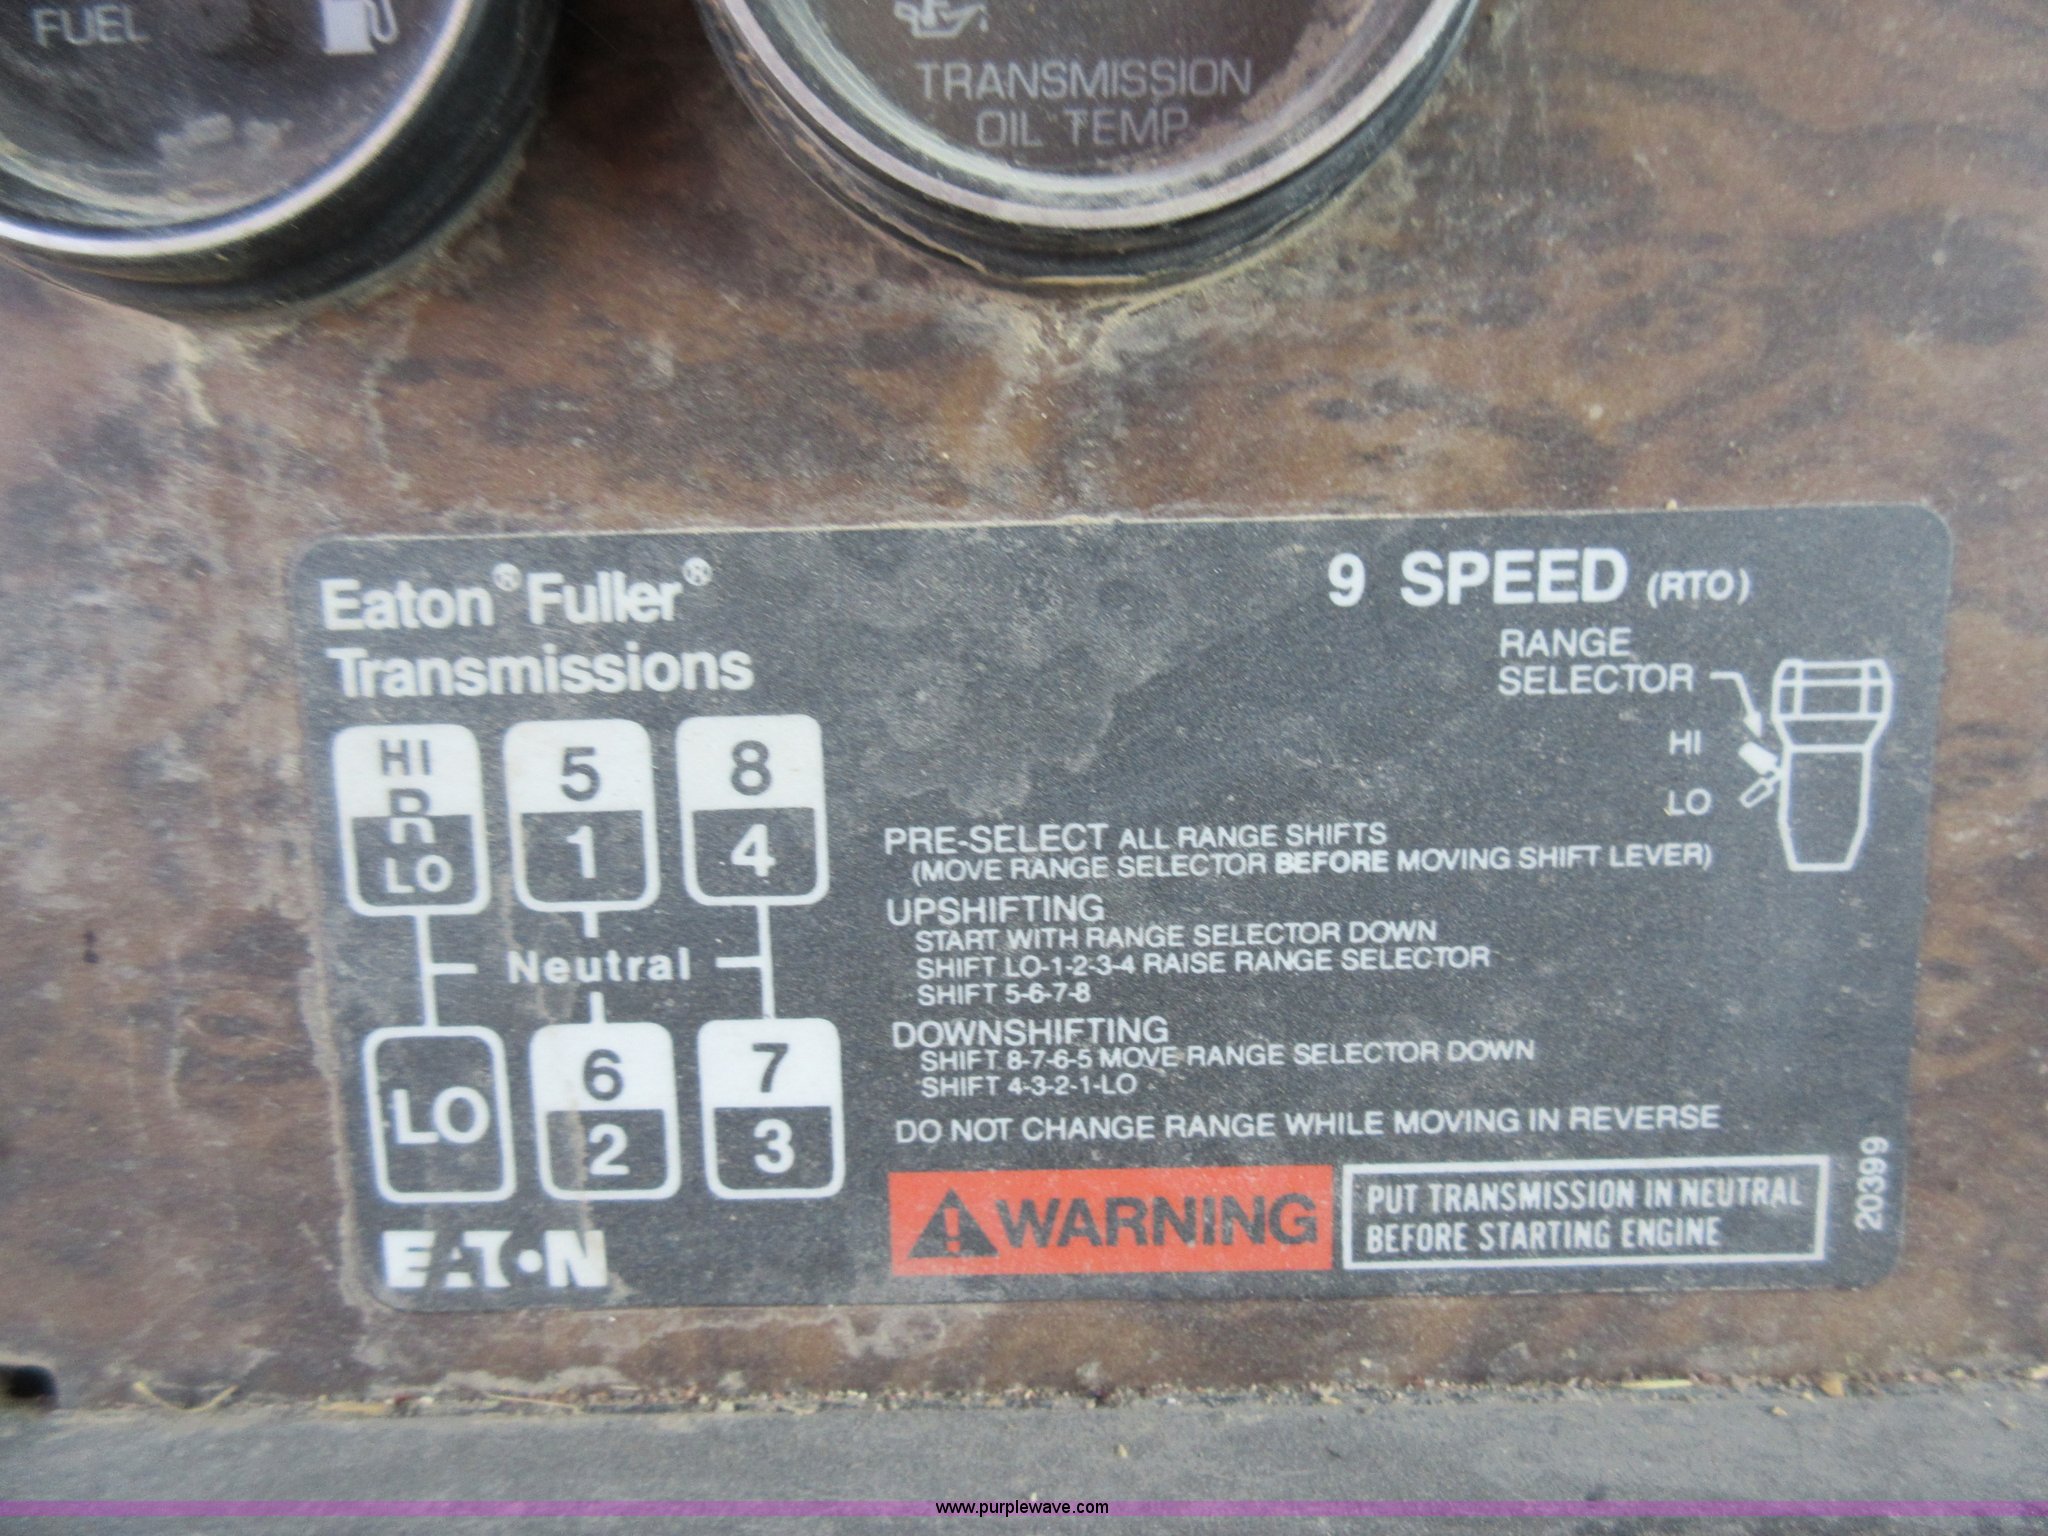 FUEL
TRANSMISSION
OIL TEMP
Eaton® Fuller®
Transmissions
9 SPEED (RTO)
RANGE
SELECTOR
HI
LO
HI
R
LO
5
1
8
4
Neutral
LO
6
2
7
3
EATON
PRE-SELECT ALL RANGE SHIFTS
(MOVE RANGE SELECTOR BEFORE MOVING SHIFT LEVER)
UPSHIFTING
START WITH RANGE SELECTOR DOWN
SHIFT LO-1-2-3-4 RAISE RANGE SELECTOR
SHIFT 5-6-7-8
DOWNSHIFTING
SHIFT 8-7-6-5 MOVE RANGE SELECTOR DOWN
SHIFT 4-3-2-1-LO
DO NOT CHANGE RANGE WHILE MOVING IN REVERSE
WARNING
PUT TRANSMISSION IN NEUTRAL
BEFORE STARTING ENGINE
20399
www.purplewave.com